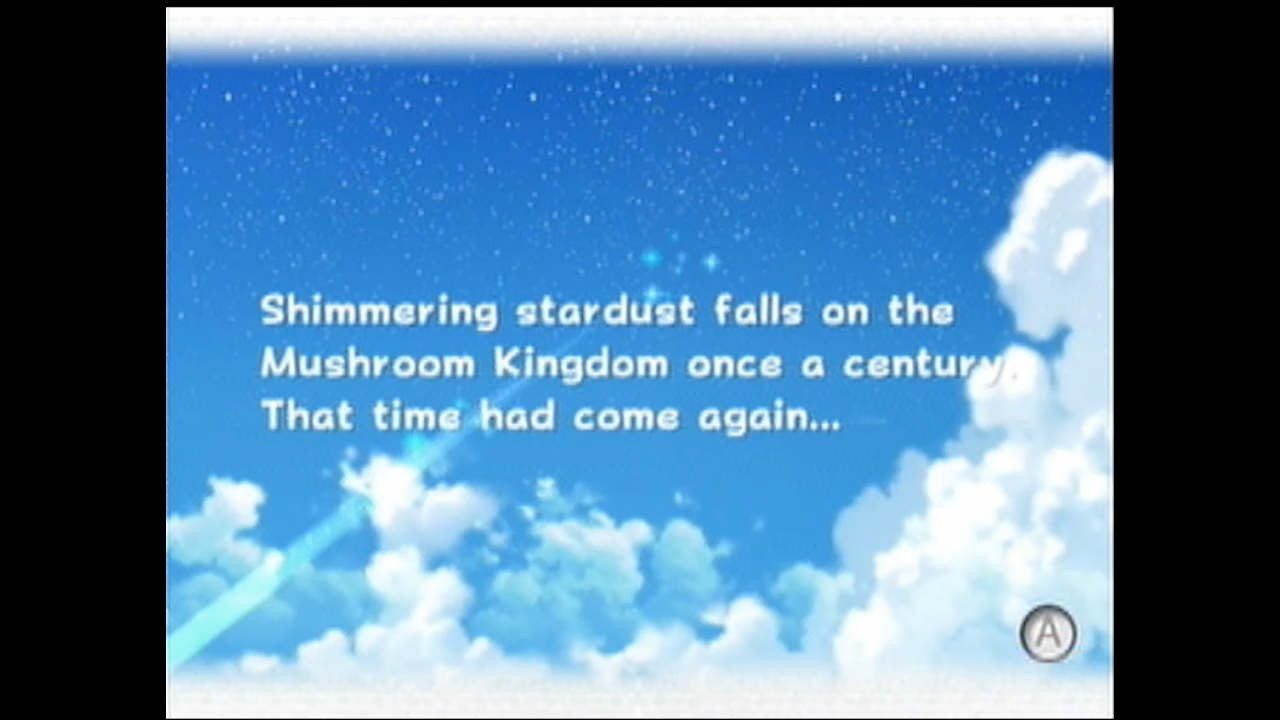 Shimmering stardust falls on the
Mushroom Kingdom once a century.
That time had come again...
A